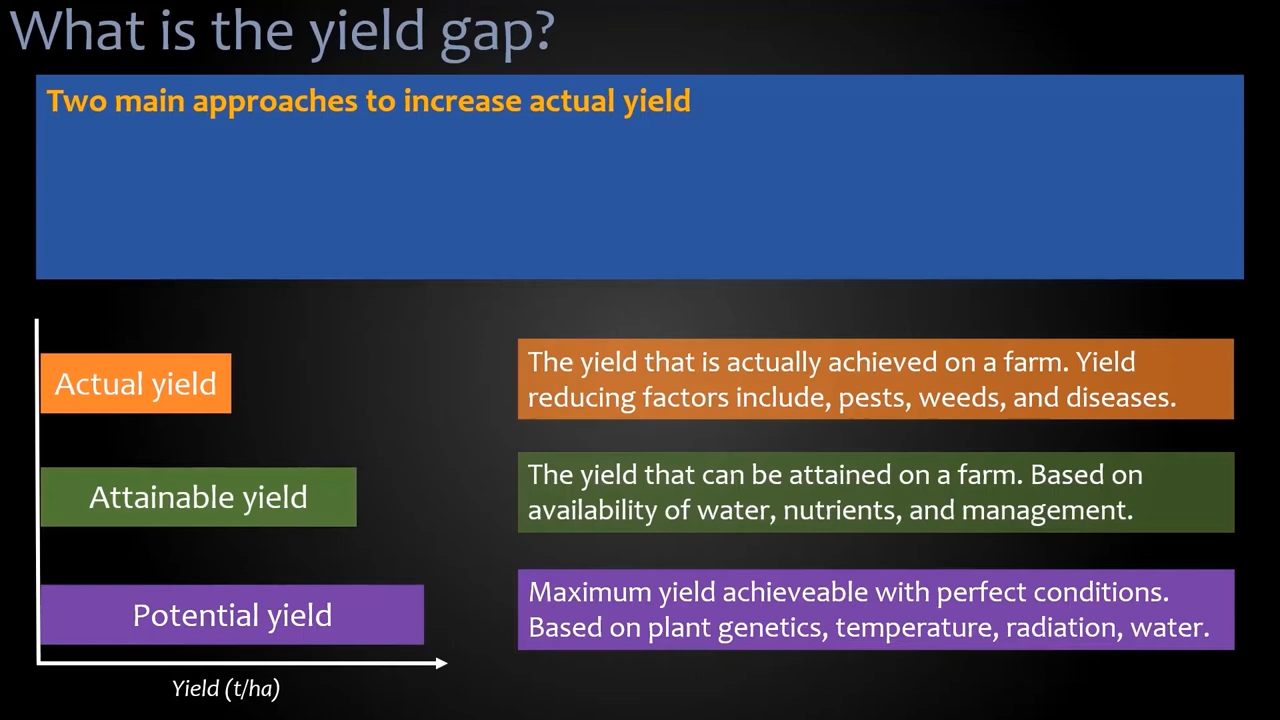 What is the yield gap?
Two main approaches to increase actual yield
Actual yield
The yield that is actually achieved on a farm. Yield
reducing factors include, pests, weeds, and diseases.
Attainable yield
The yield that can be attained on a farm. Based on
availability of water, nutrients, and management.
Potential yield
Maximum yield achieveable with perfect conditions.
Based on plant genetics, temperature, radiation, water.
Yield (t/ha)